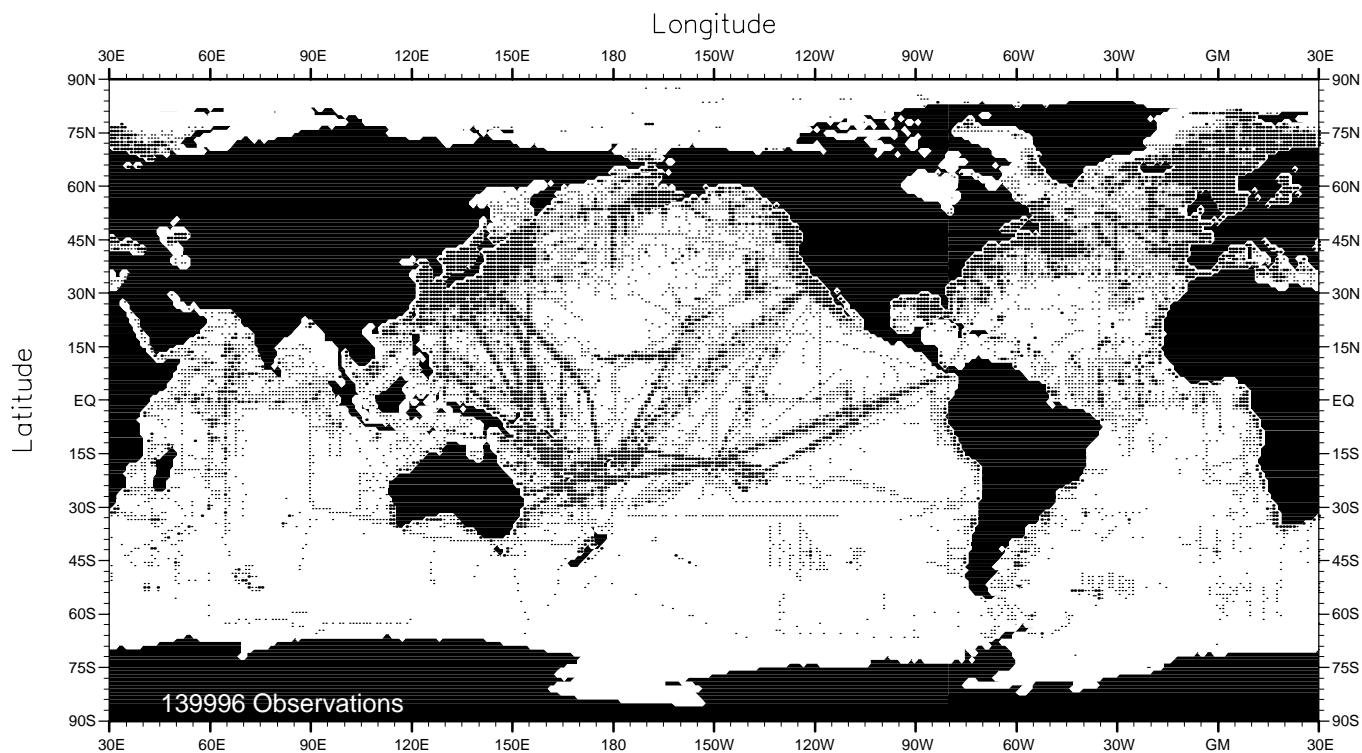 Longitude
30E 60E 90E 120E 150E 180 150W 120W 90W 60W 30W GM 30E
90N 90N
75N 75N
60N 60N
45N 45N
30N 30N
15N 15N
Latitude
EQ EQ
15S 15S
30S 30S
45S 45S
60S 60S
75S 75S
139996 Observations
90S 90S
30E 60E 90E 120E 150E 180 150W 120W 90W 60W 30W GM 30E